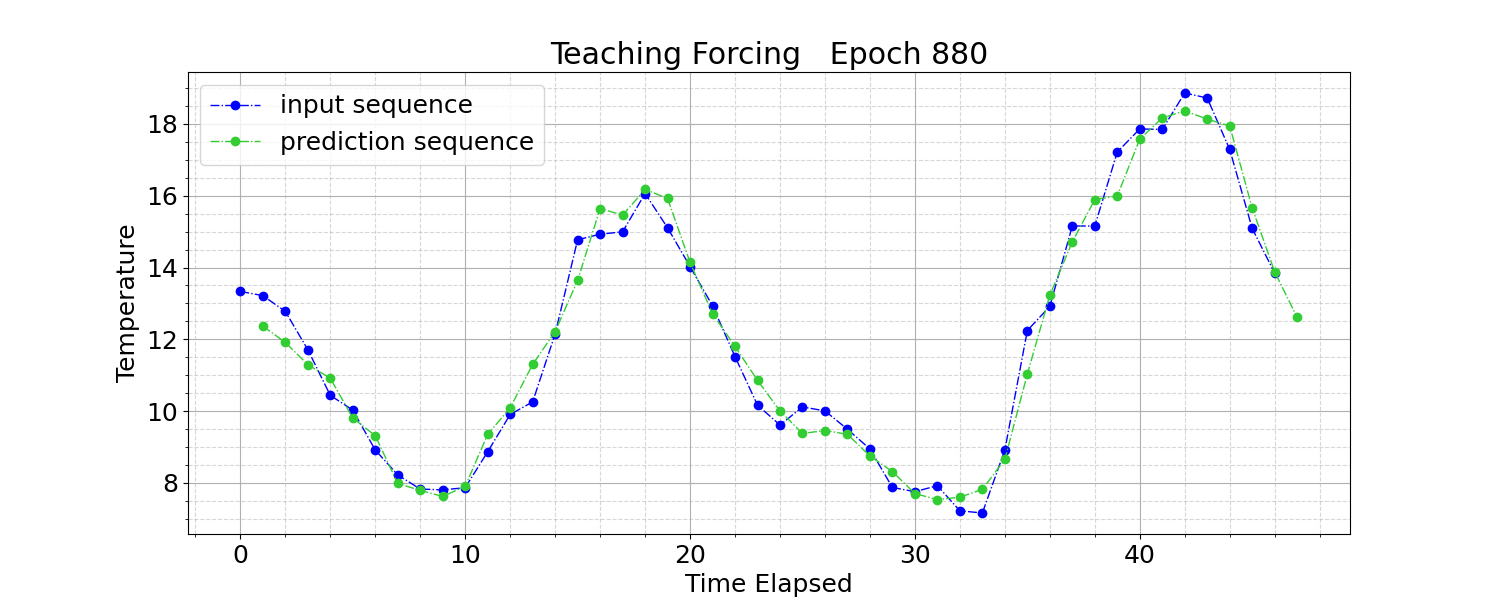 Teaching Forcing   Epoch 880
input sequence
prediction sequence
18
16
14
12
10
8
Temperature
0 10 20 30 40
Time Elapsed